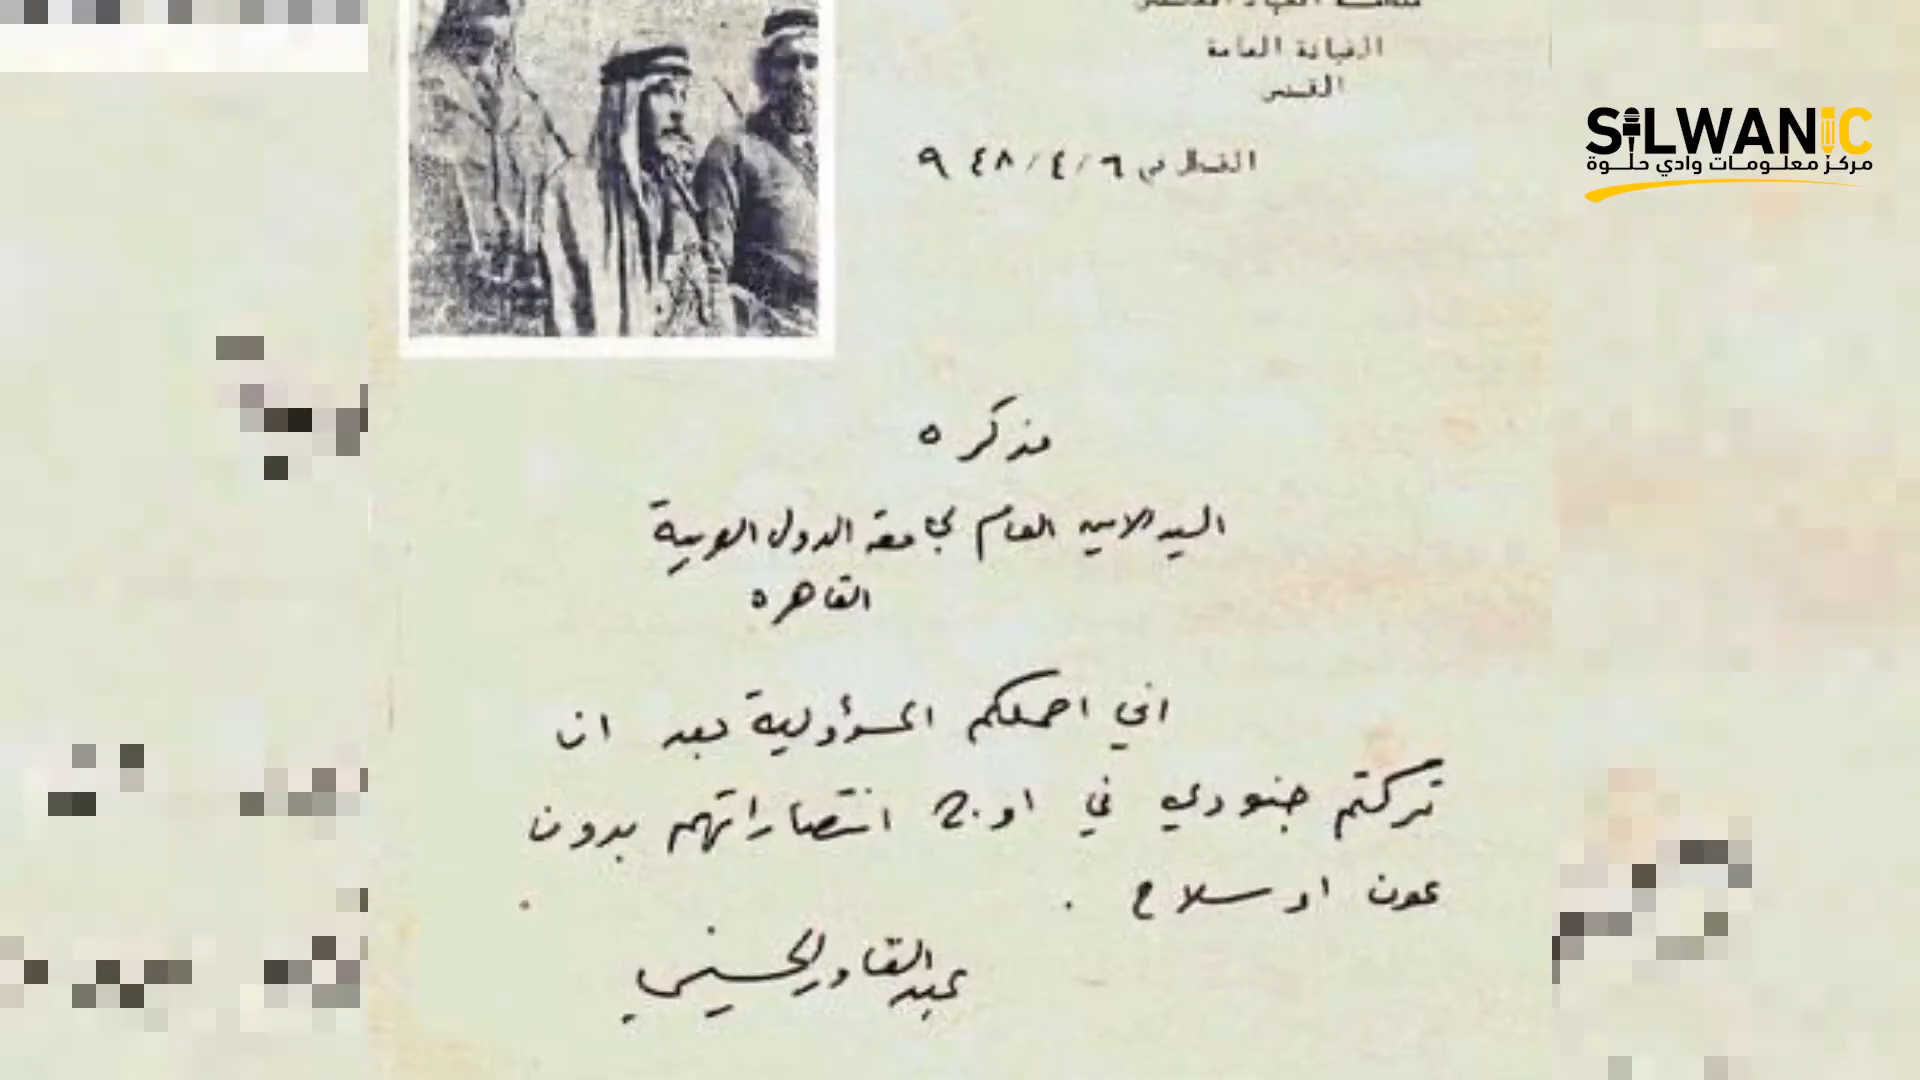 القيادة العامة
القدس
القسطل في ٦/٤/٩٤٨
SILWANIC
مركز معلومات وادي حلوة
مذكره
السيد الامين العام لجامعة الدول العربية
القاهره
اني احملكم المسؤولية بعد ان
تركتم جنودي في اوج انتصاراتهم بدون
عون او سلاح .
عبد القادر الحسيني